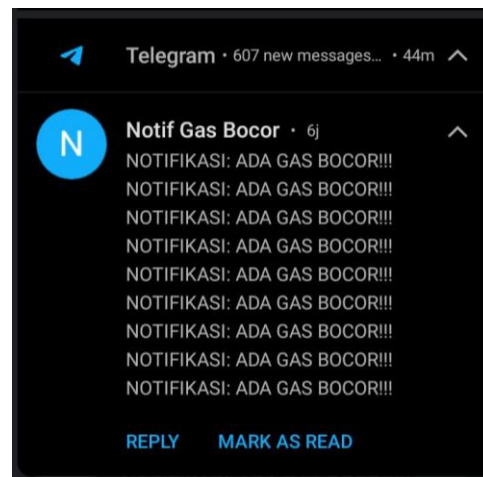 Telegram • 607 new messages... • 44m
N
Notif Gas Bocor • 6j
NOTIFIKASI: ADA GAS BOCOR!!!
NOTIFIKASI: ADA GAS BOCOR!!!
NOTIFIKASI: ADA GAS BOCOR!!!
NOTIFIKASI: ADA GAS BOCOR!!!
NOTIFIKASI: ADA GAS BOCOR!!!
NOTIFIKASI: ADA GAS BOCOR!!!
NOTIFIKASI: ADA GAS BOCOR!!!
NOTIFIKASI: ADA GAS BOCOR!!!
NOTIFIKASI: ADA GAS BOCOR!!!
REPLY MARK AS READ